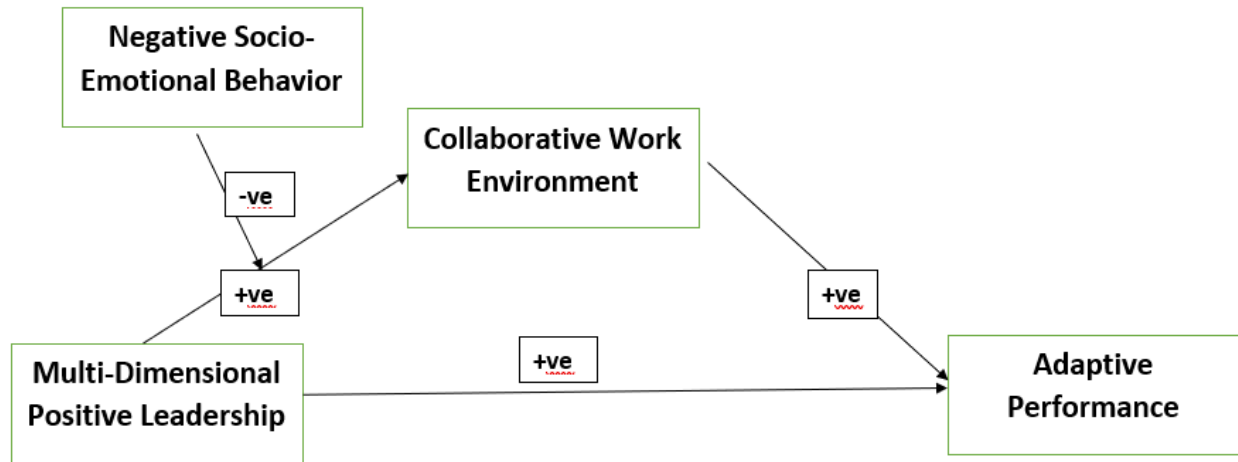 Negative Socio-
Emotional Behavior
Collaborative Work
Environment
-ve
+ve
+ve
+ve
Multi-Dimensional
Positive Leadership
Adaptive
Performance